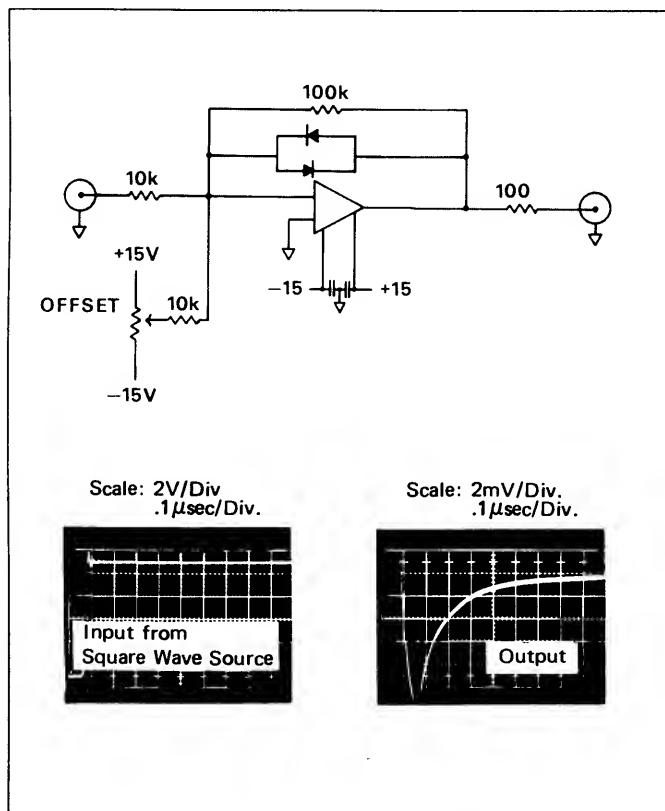 100k
10k
100
+15V
-15
+15
OFFSET
10k
-15V
Scale: 2V/Div
.1μsec/Div.
Scale: 2mV/Div.
.1μsec/Div.
Input from
Square Wave Source
Output